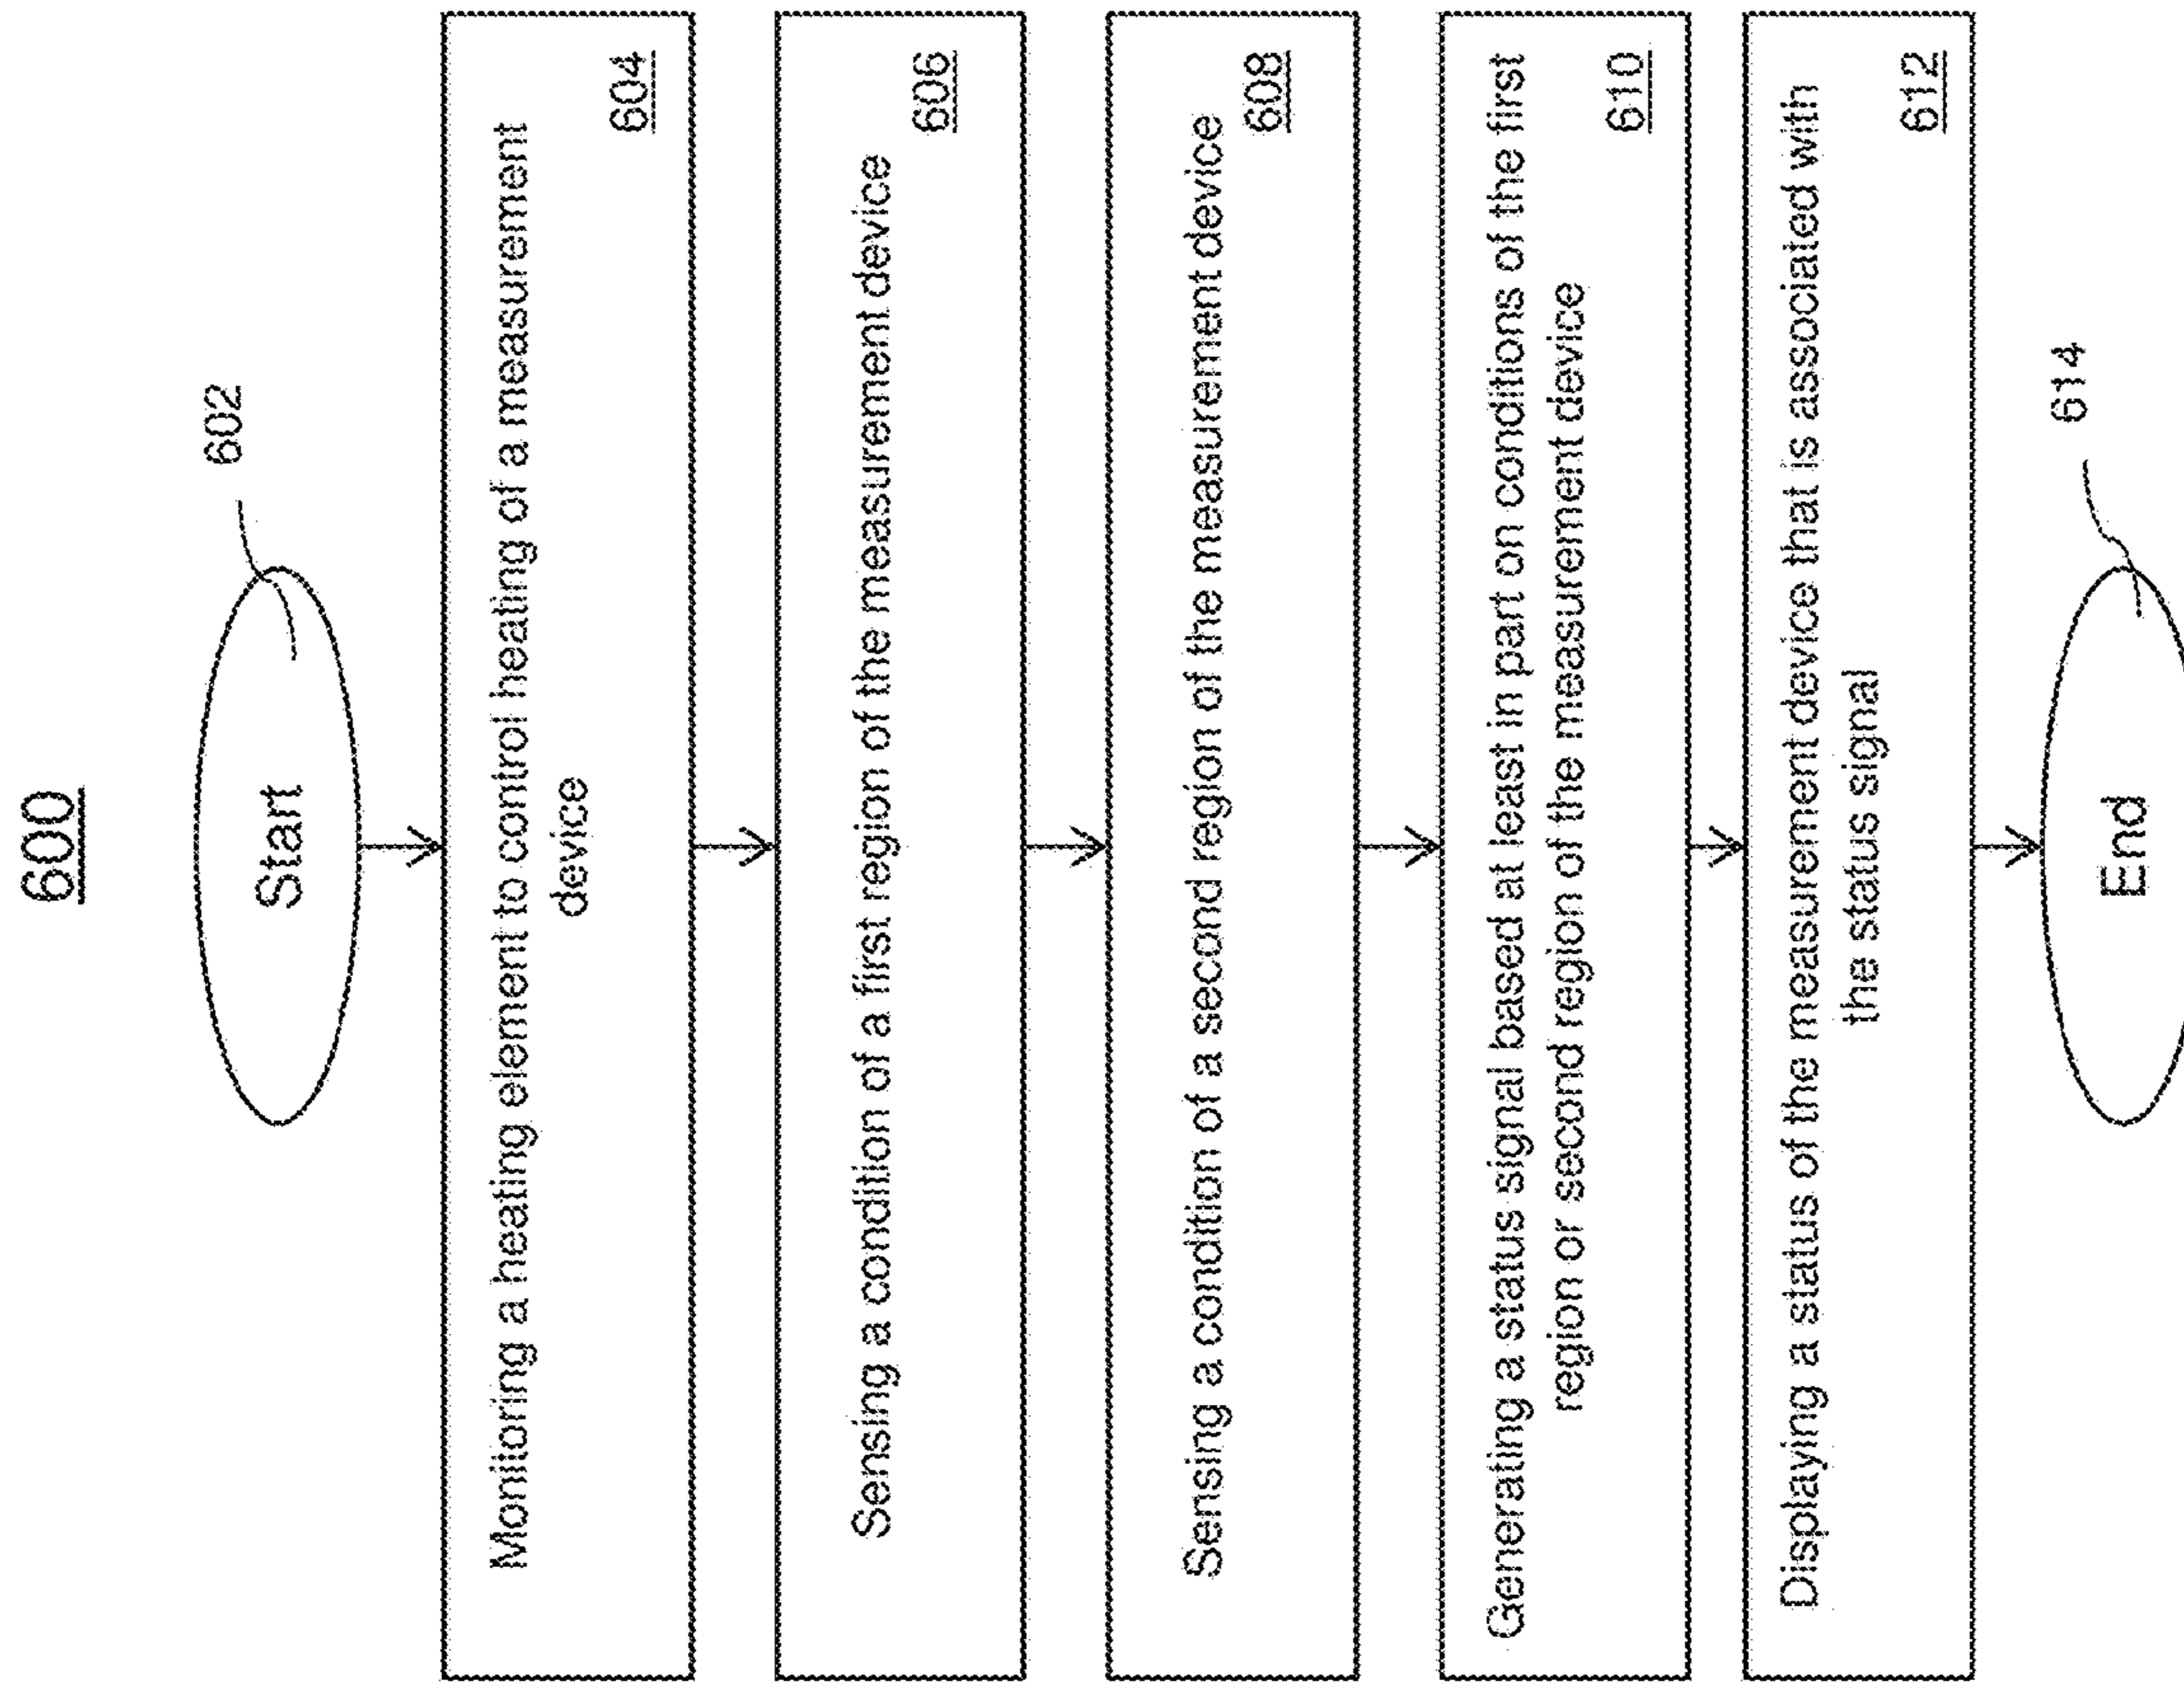 600
602
Start
Monitoring a heating element to control heating of a measurement
device
604
Sensing a condition of a first region of the measurement device
606
Sensing a condition of a second region of the measurement device
608
Generating a status signal based at least in part on conditions of the first
region or second region of the measurement device
610
Displaying a status of the measurement device that is associated with
the status signal
612
614
End